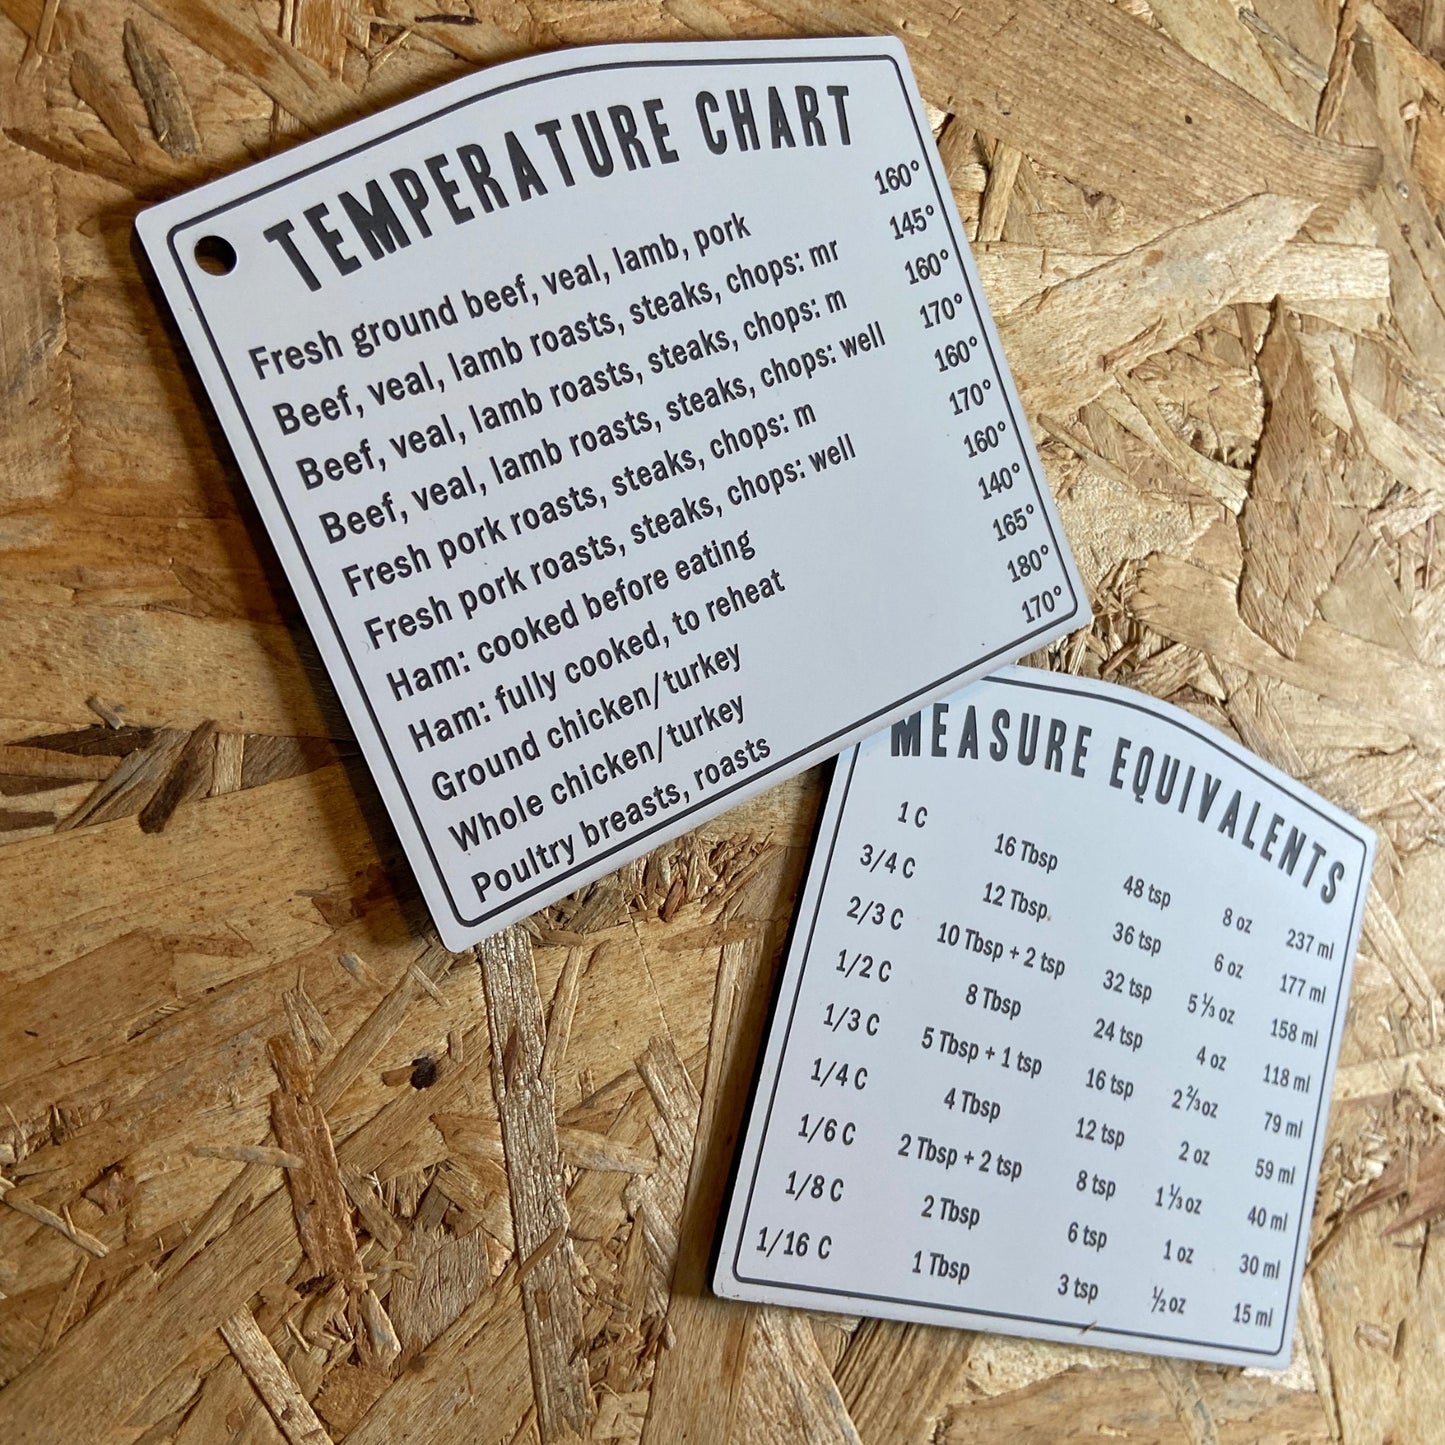 TEMPERATURE CHART
Fresh ground beef, veal, lamb, pork 160°
Beef, veal, lamb roasts, steaks, chops: mr 145°
Beef, veal, lamb roasts, steaks, chops: m 160°
Beef, veal, lamb roasts, steaks, chops: well 170°
Fresh pork roasts, steaks, chops: m 160°
Fresh pork roasts, steaks, chops: well 170°
Ham: cooked before eating 160°
Ham: fully cooked, to reheat 140°
Ground chicken/turkey 165°
Whole chicken/turkey 180°
Poultry breasts, roasts 170°
MEASURE EQUIVALENTS
1 C 16 Tbsp 48 tsp 8 oz 237 ml
3/4 C 12 Tbsp. 36 tsp 6 oz 177 ml
2/3 C 10 Tbsp + 2 tsp 32 tsp 5 ⅓ oz 158 ml
1/2 C 8 Tbsp 24 tsp 4 oz 118 ml
1/3 C 5 Tbsp + 1 tsp 16 tsp 2 ⅔ oz 79 ml
1/4 C 4 Tbsp 12 tsp 2 oz 59 ml
1/6 C 2 Tbsp + 2 tsp 8 tsp 1 ⅓ oz 40 ml
1/8 C 2 Tbsp 6 tsp 1 oz 30 ml
1/16 C 1 Tbsp 3 tsp ½ oz 15 ml